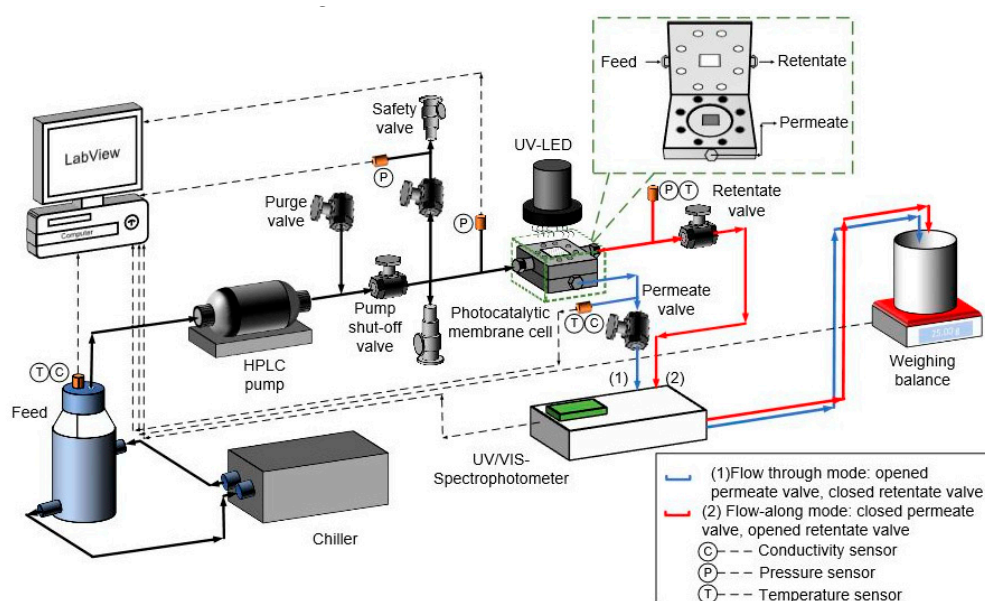 Safety
valve
UV-LED
Feed
Retentate
Permeate
LabView
Computer
P
Purge
valve
P
P T
Retentate
valve
HPLC
pump
Pump
shut-off
valve
Photocatalytic
membrane cell
T C
Permeate
valve
25.00 g
Weighing
balance
T C
Feed
(1)
(2)
UV/VIS-
Spectrophotometer
Chiller
(1)Flow through mode: opened
permeate valve, closed retentate valve
(2) Flow-along mode: closed permeate
valve, opened retentate valve
C Conductivity sensor
P Pressure sensor
T Temperature sensor